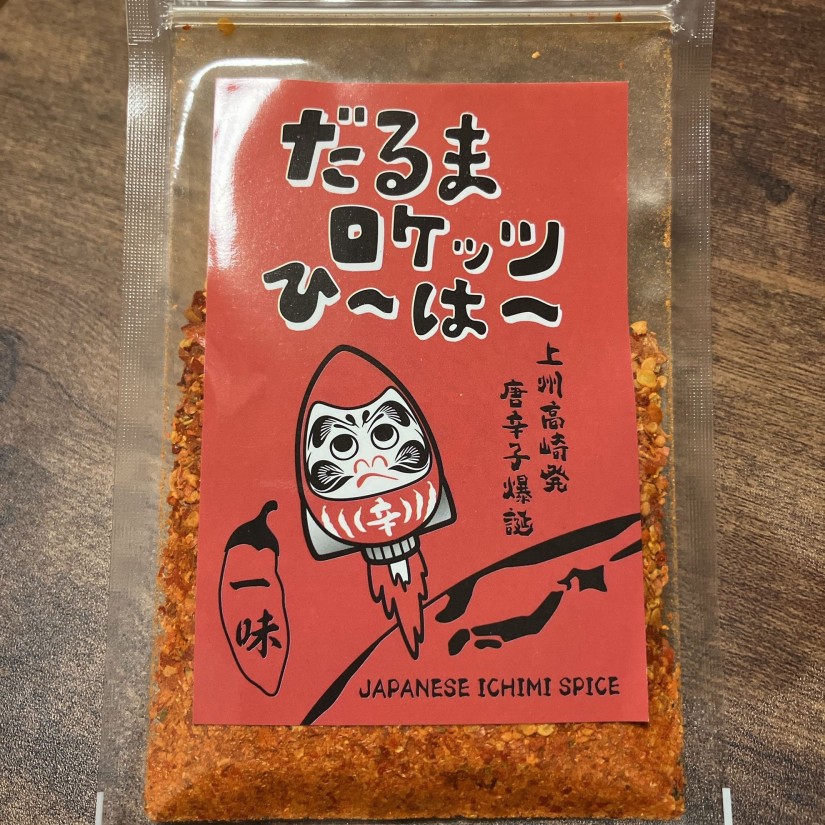 だるま
ロケッツ
ひ〜は〜
上州高崎発
唐辛子爆誕
辛
一味
JAPANESE ICHIMI SPICE